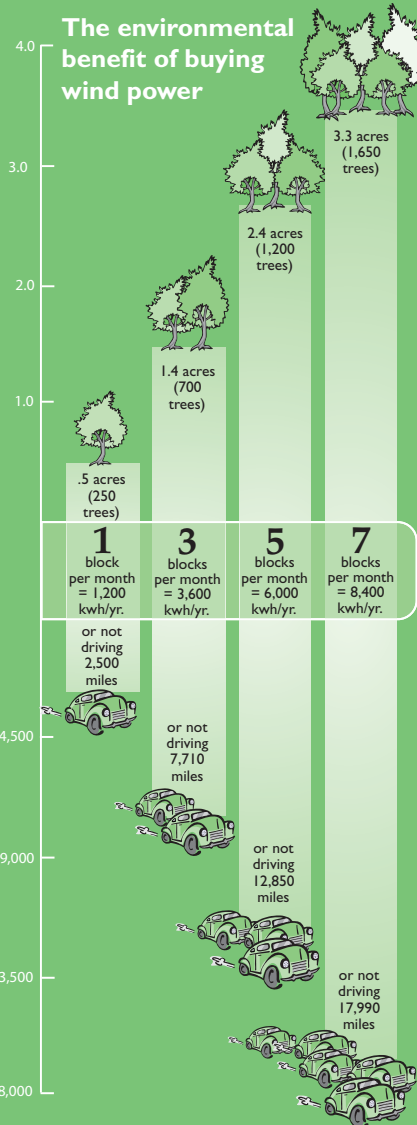 The environmental
benefit of buying
wind power
4.0
3.0
2.0
1.0
3.3 acres
(1,650
trees)
2.4 acres
(1,200
trees)
1.4 acres
(700
trees)
.5 acres
(250
trees)
1
block
per month
= 1,200
kwh/yr.
3
blocks
per month
= 3,600
kwh/yr.
5
blocks
per month
= 6,000
kwh/yr.
7
blocks
per month
= 8,400
kwh/yr.
or not
driving
2,500
miles
or not
driving
7,710
miles
or not
driving
12,850
miles
or not
driving
17,990
miles
4,500
9,000
3,500
8,000